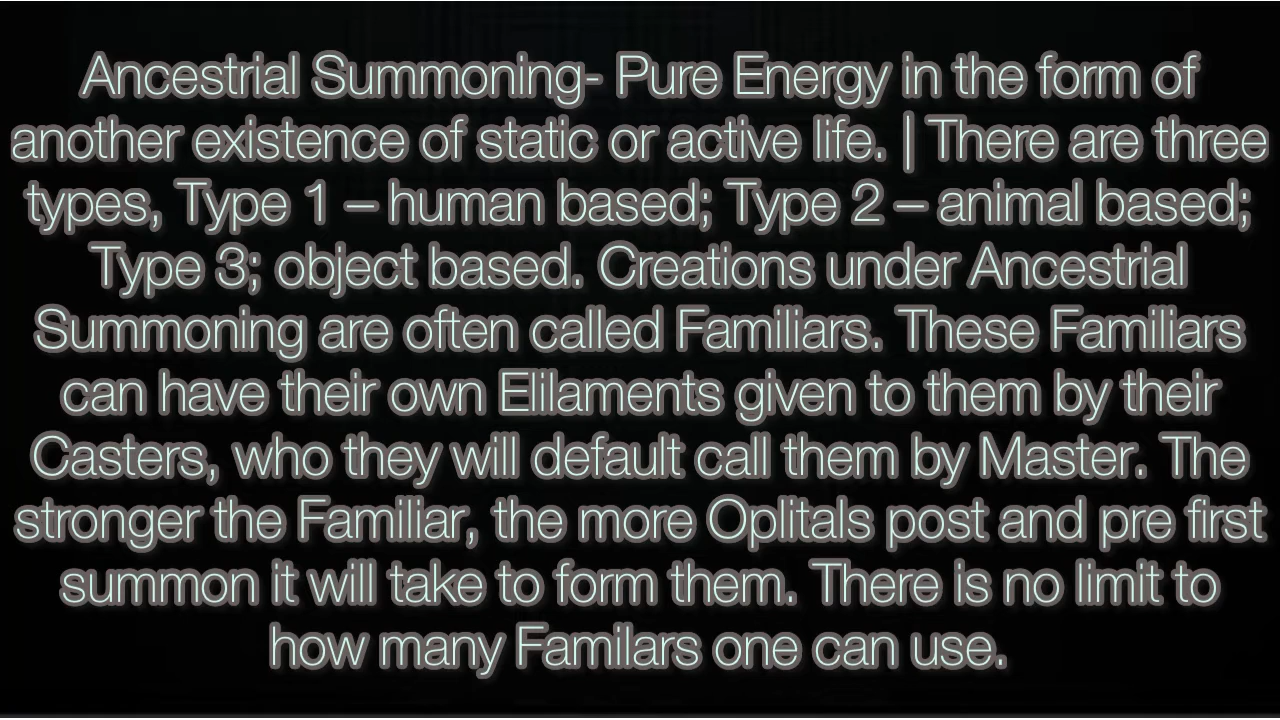 Ancestrial Summoning- Pure Energy in the form of
another existence of static or active life. | There are three
types, Type 1 – human based; Type 2 – animal based;
Type 3; object based. Creations under Ancestrial
Summoning are often called Familiars. These Familiars
can have their own Elilaments given to them by their
Casters, who they will default call them by Master. The
stronger the Familiar, the more Oplitals post and pre first
summon it will take to form them. There is no limit to
how many Familars one can use.